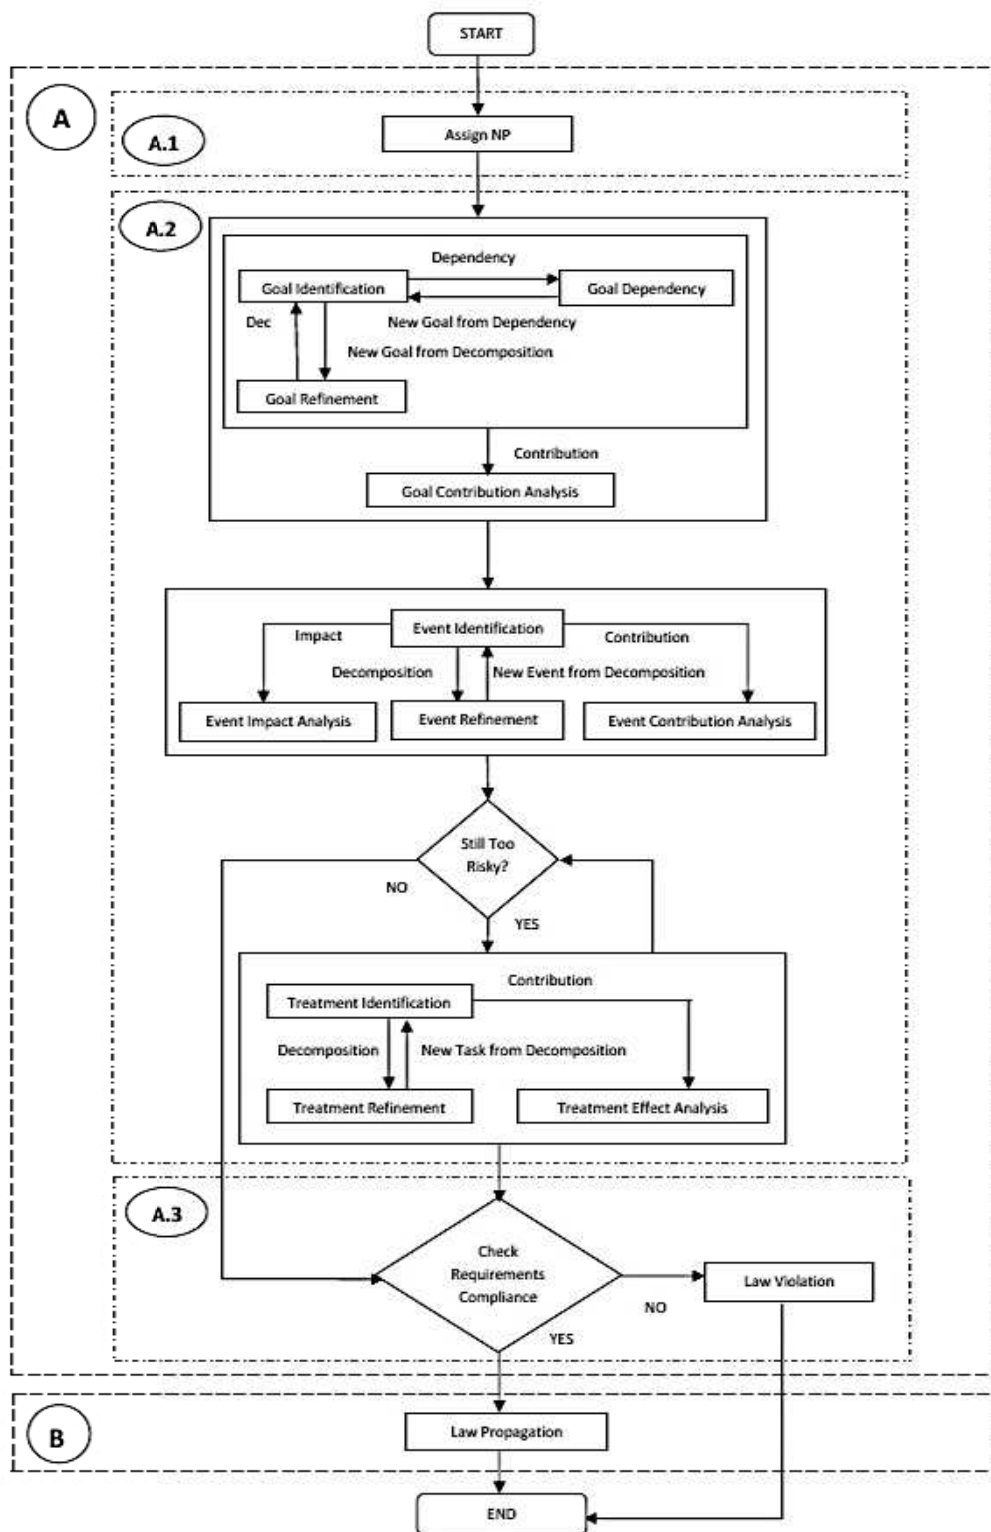 START
A
A.1
Assign NP
A.2
Dependency
Goal Identification
Goal Dependency
Dec
New Goal from Dependency
New Goal from Decomposition
Goal Refinement
Contribution
Goal Contribution Analysis
Event Identification
Impact
Contribution
Decomposition
New Event from Decomposition
Event Impact Analysis
Event Refinement
Event Contribution Analysis
Still Too
Risky?
NO
YES
Contribution
Treatment Identification
Decomposition
New Task from Decomposition
Treatment Refinement
Treatment Effect Analysis
A.3
Check
Requirements
Compliance
Law Violation
NO
YES
B
Law Propagation
END